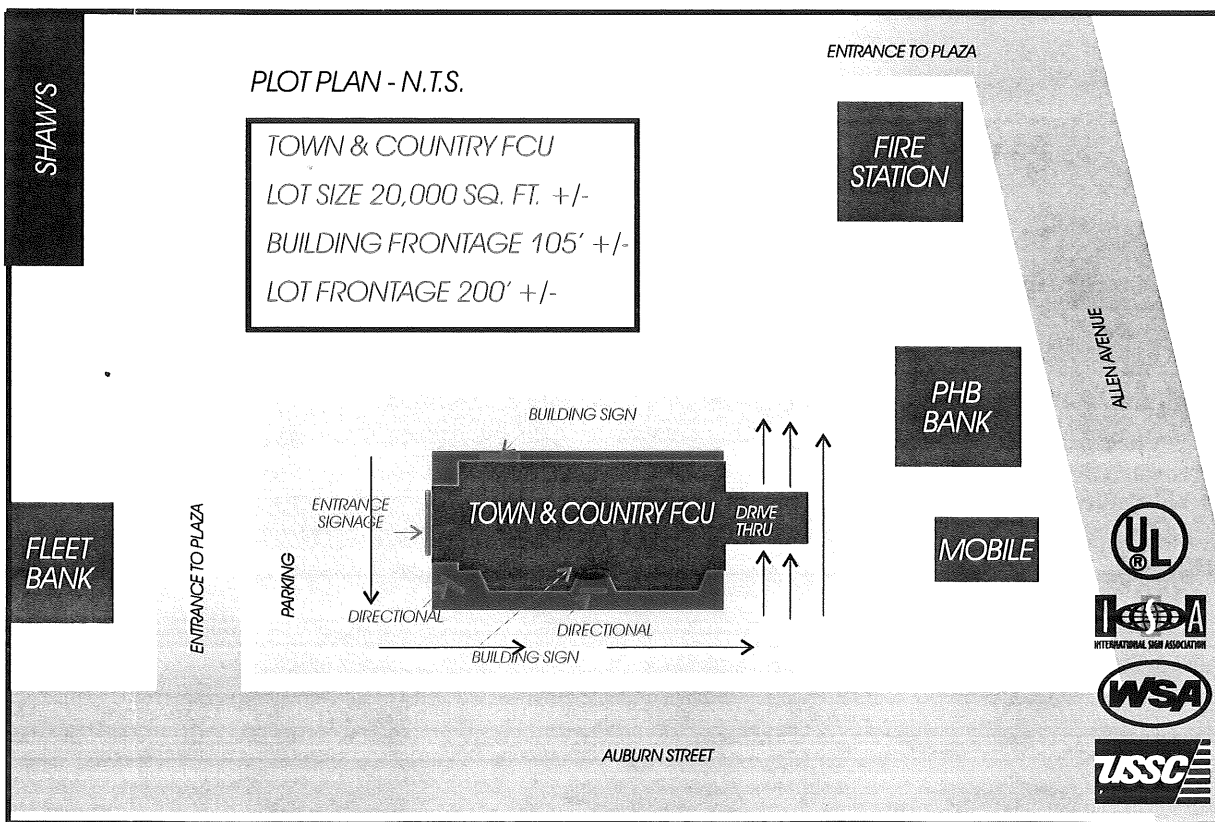 SHAW'S
ENTRANCE TO PLAZA
PLOT PLAN - N.T.S.
TOWN & COUNTRY FCU
LOT SIZE 20,000 SQ. FT. +/-
BUILDING FRONTAGE 105' +/-
LOT FRONTAGE 200' +/-
FIRE
STATION
ALLEN AVENUE
PHB
BANK
BUILDING SIGN
ENTRANCE
SIGNAGE
TOWN & COUNTRY FCU
DRIVE
THRU
MOBILE
FLEET
BANK
ENTRANCE TO PLAZA
PARKING
DIRECTIONAL
DIRECTIONAL
BUILDING SIGN
AUBURN STREET
UL
®
ISA
INTERNATIONAL SIGN ASSOCIATION
WSA
USSC